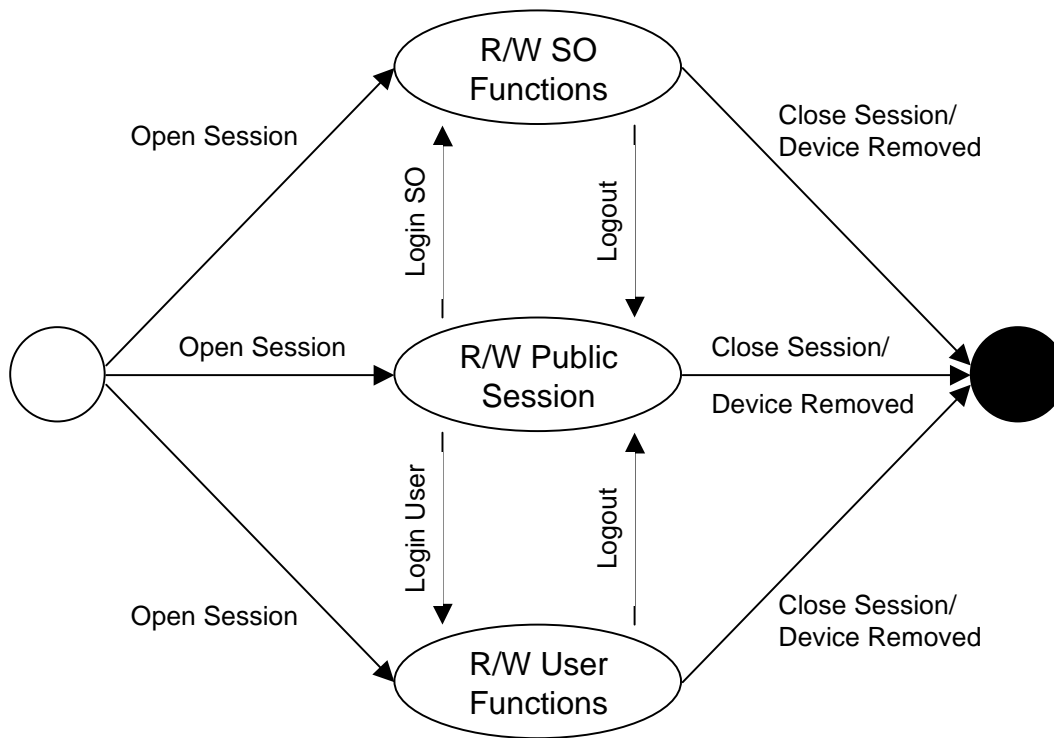 R/W SO
Functions
Open Session
Close Session/
Device Removed
Login SO
Logout
Open Session
R/W Public
Session
Close Session/
Device Removed
Login User
Logout
Open Session
Close Session/
Device Removed
R/W User
Functions